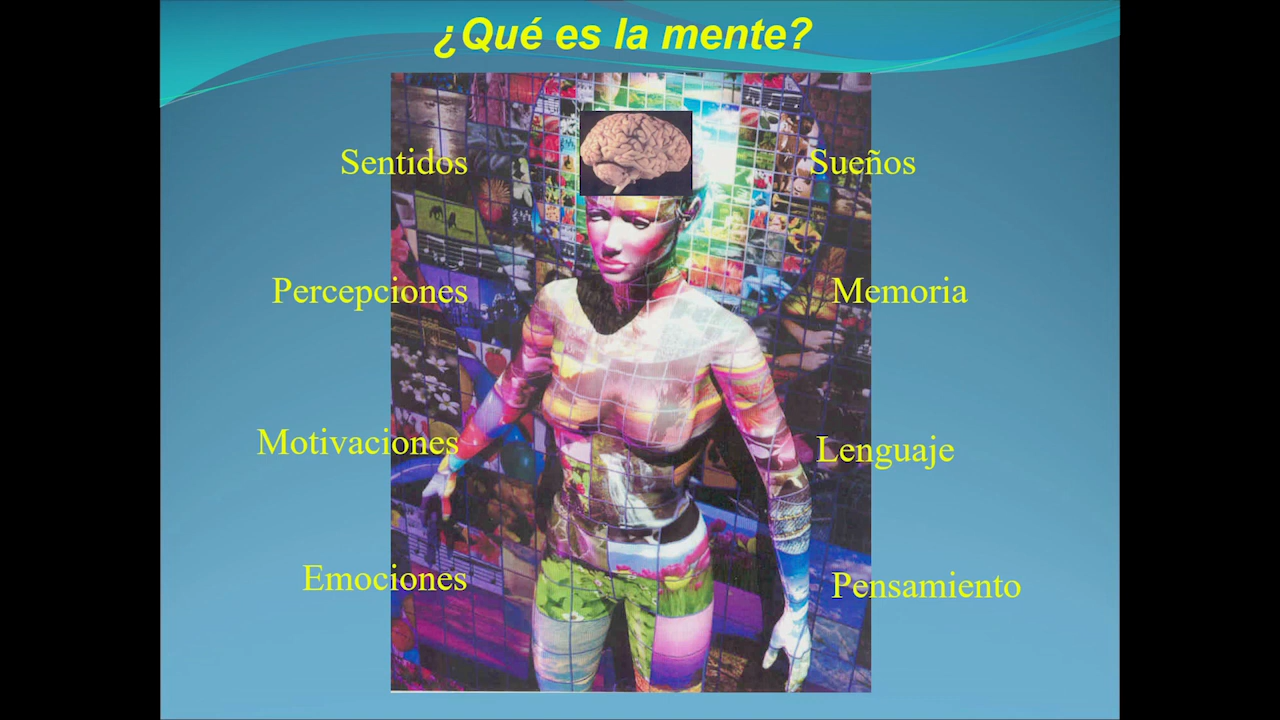 ¿Qué es la mente?
Sentidos
Sueños
Percepciones
Memoria
Motivaciones
Lenguaje
Emociones
Pensamiento